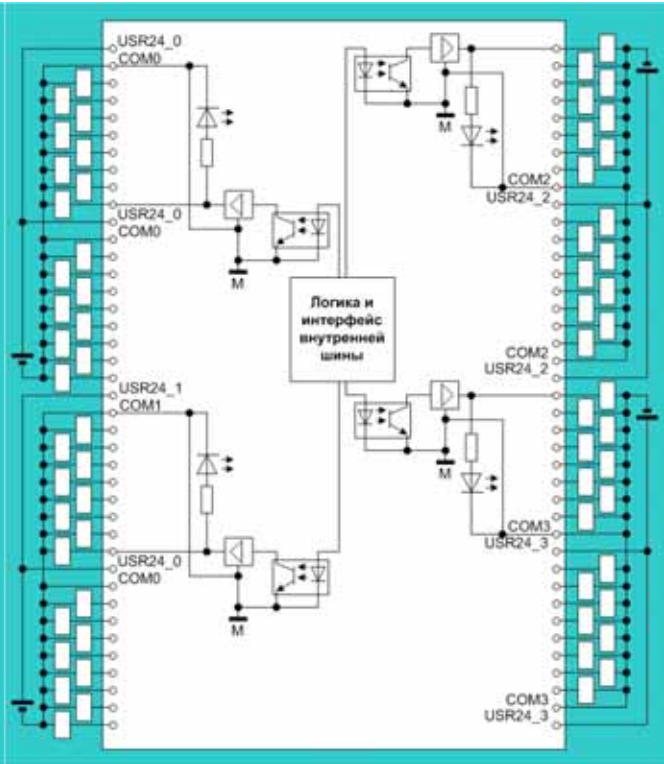 USR24_0
COM0
M
COM2
USR24_2
USR24_0
COM0
M
Логика и
интерфейс
внутренней
шины
COM2
USR24_2
USR24_1
COM1
M
COM3
USR24_3
USR24_0
COM0
M
COM3
USR24_3